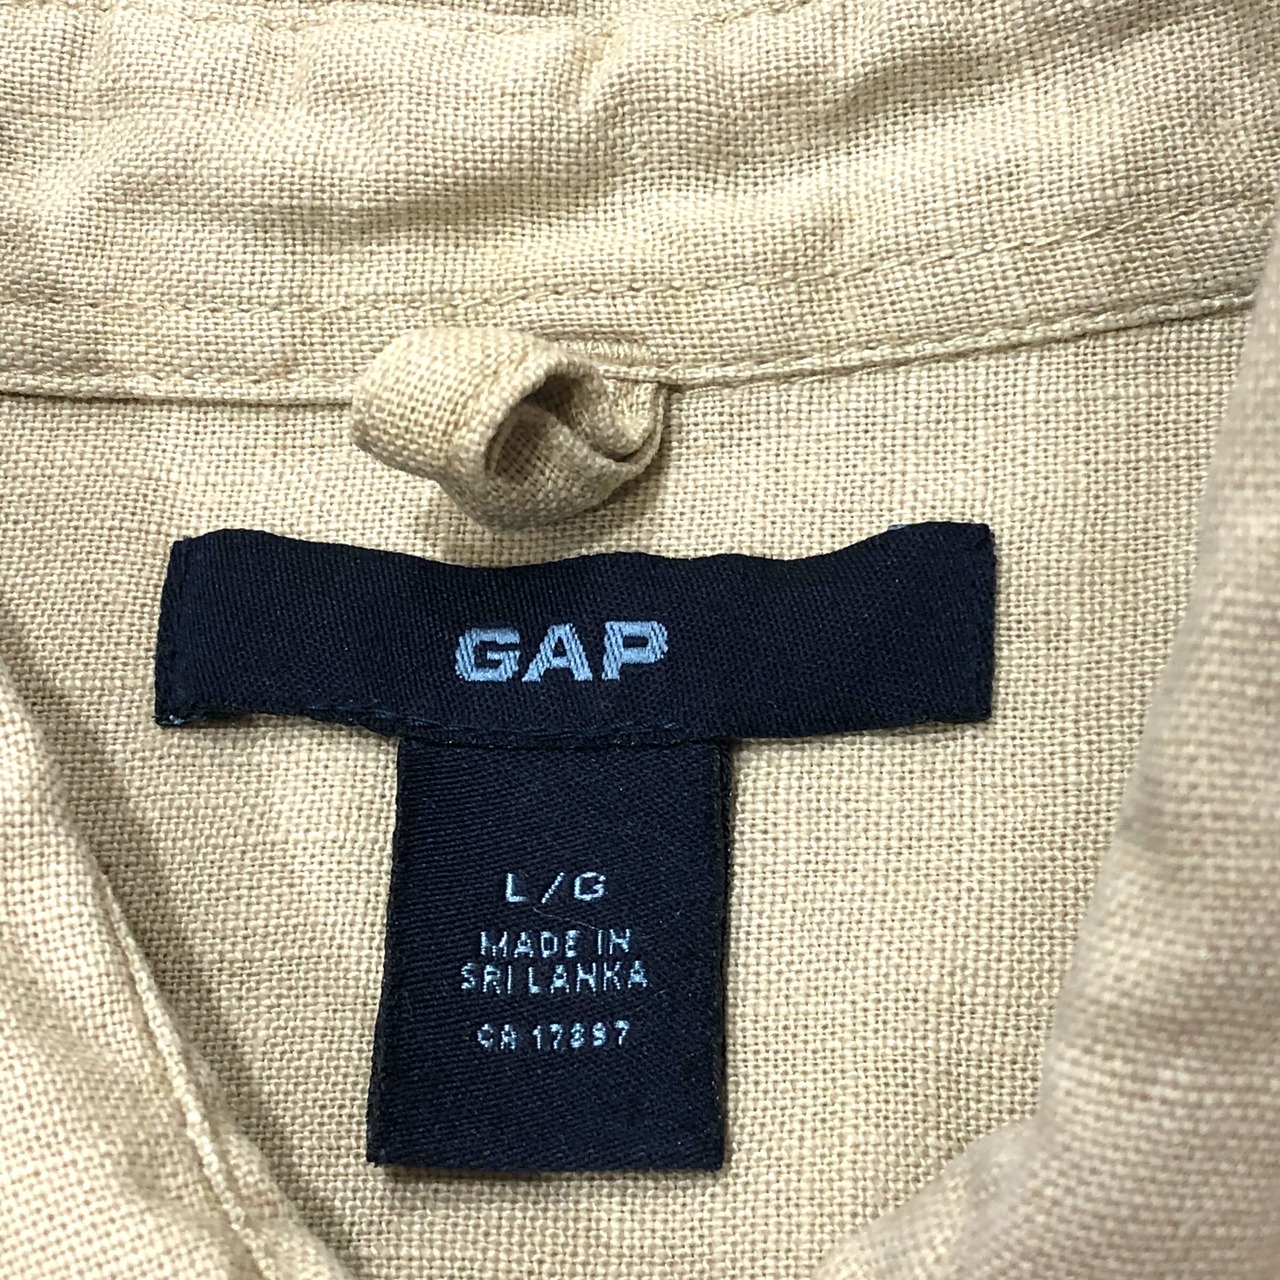 GAP
L/G
MADE IN
SRI LANKA
CA 17897